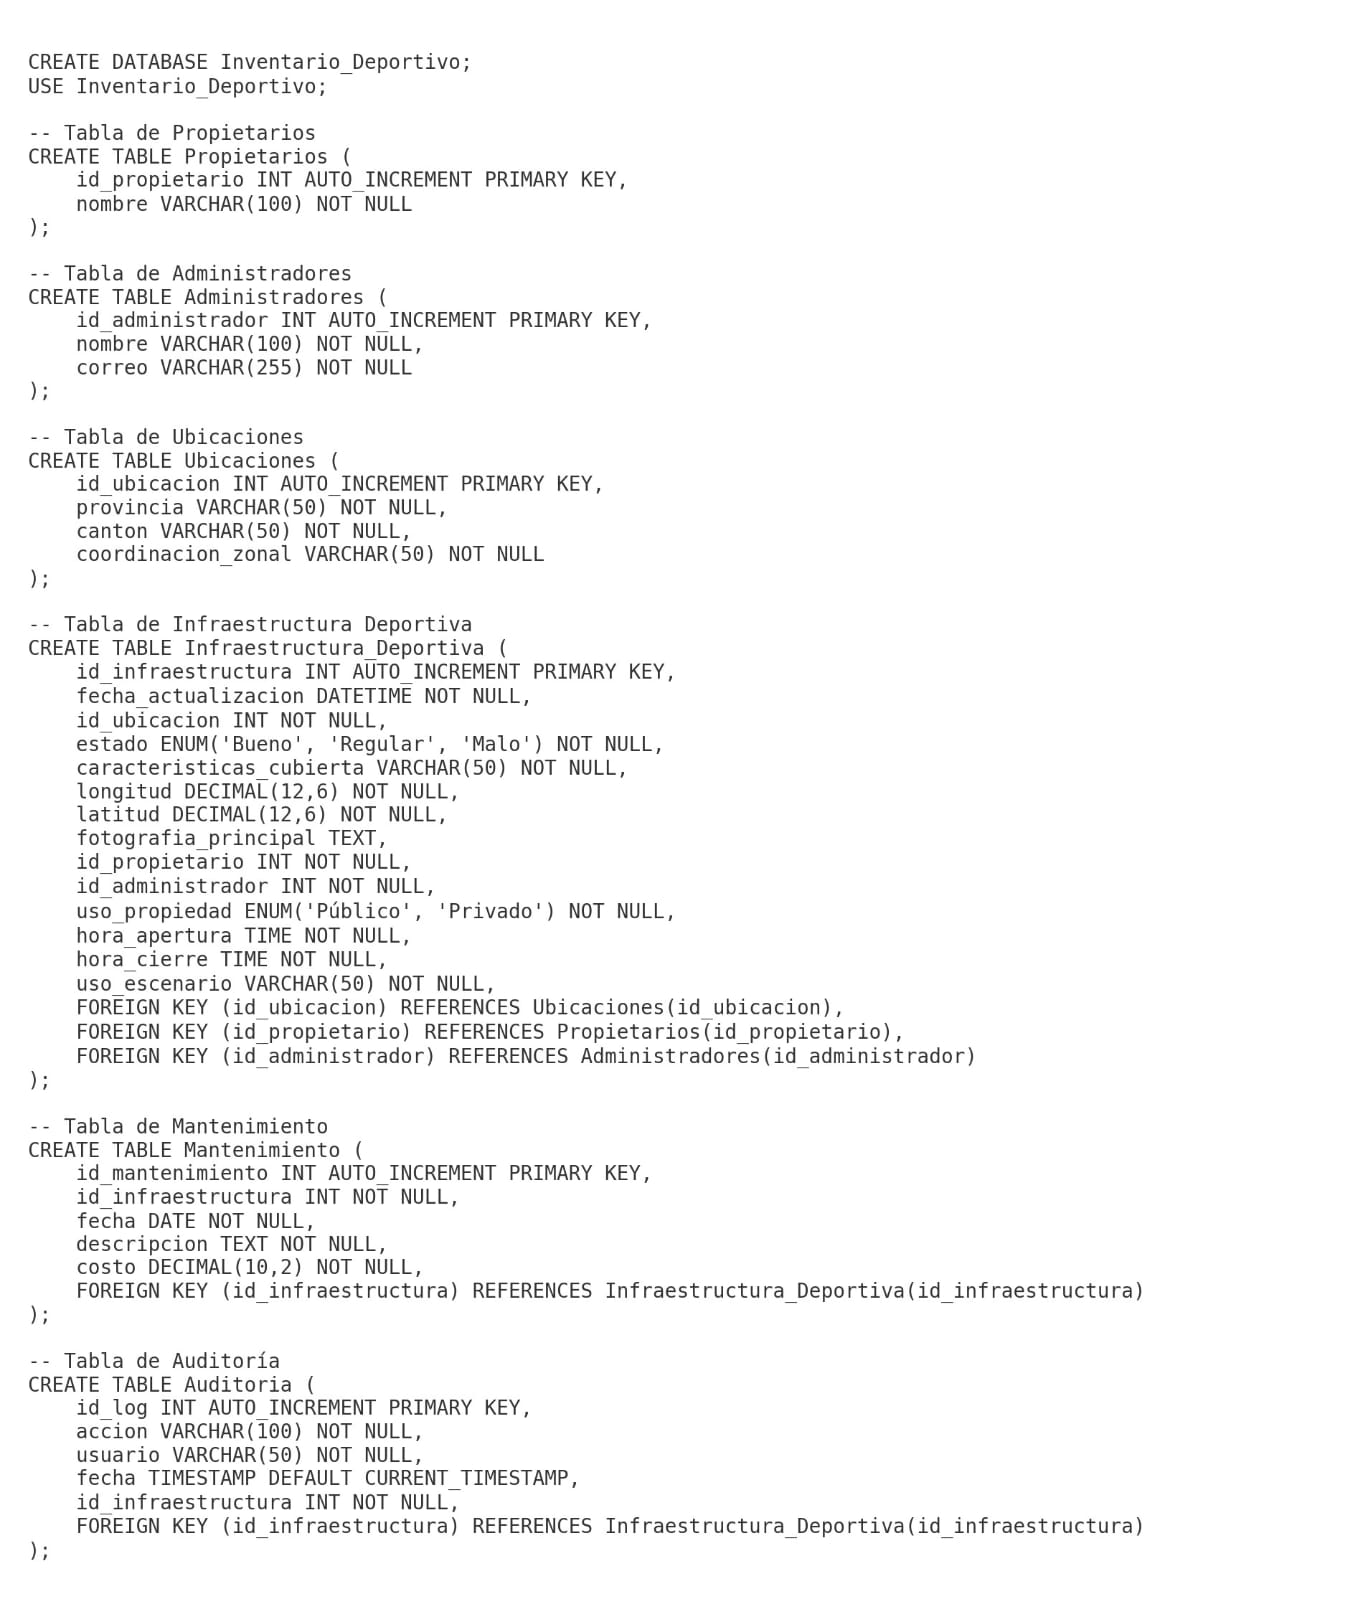 CREATE DATABASE Inventario_Deportivo;
USE Inventario_Deportivo;

-- Tabla de Propietarios
CREATE TABLE Propietarios (
    id_propietario INT AUTO_INCREMENT PRIMARY KEY,
    nombre VARCHAR(100) NOT NULL
);

-- Tabla de Administradores
CREATE TABLE Administradores (
    id_administrador INT AUTO_INCREMENT PRIMARY KEY,
    nombre VARCHAR(100) NOT NULL,
    correo VARCHAR(255) NOT NULL
);

-- Tabla de Ubicaciones
CREATE TABLE Ubicaciones (
    id_ubicacion INT AUTO_INCREMENT PRIMARY KEY,
    provincia VARCHAR(50) NOT NULL,
    canton VARCHAR(50) NOT NULL,
    coordinacion_zonal VARCHAR(50) NOT NULL
);

-- Tabla de Infraestructura Deportiva
CREATE TABLE Infraestructura_Deportiva (
    id_infraestructura INT AUTO_INCREMENT PRIMARY KEY,
    fecha_actualizacion DATETIME NOT NULL,
    id_ubicacion INT NOT NULL,
    estado ENUM('Bueno', 'Regular', 'Malo') NOT NULL,
    caracteristicas_cubierta VARCHAR(50) NOT NULL,
    longitud DECIMAL(12,6) NOT NULL,
    latitud DECIMAL(12,6) NOT NULL,
    fotografia_principal TEXT,
    id_propietario INT NOT NULL,
    id_administrador INT NOT NULL,
    uso_propiedad ENUM('Público', 'Privado') NOT NULL,
    hora_apertura TIME NOT NULL,
    hora_cierre TIME NOT NULL,
    uso_escenario VARCHAR(50) NOT NULL,
    FOREIGN KEY (id_ubicacion) REFERENCES Ubicaciones(id_ubicacion),
    FOREIGN KEY (id_propietario) REFERENCES Propietarios(id_propietario),
    FOREIGN KEY (id_administrador) REFERENCES Administradores(id_administrador)
);

-- Tabla de Mantenimiento
CREATE TABLE Mantenimiento (
    id_mantenimiento INT AUTO_INCREMENT PRIMARY KEY,
    id_infraestructura INT NOT NULL,
    fecha DATE NOT NULL,
    descripcion TEXT NOT NULL,
    costo DECIMAL(10,2) NOT NULL,
    FOREIGN KEY (id_infraestructura) REFERENCES Infraestructura_Deportiva(id_infraestructura)
);

-- Tabla de Auditoría
CREATE TABLE Auditoria (
    id_log INT AUTO_INCREMENT PRIMARY KEY,
    accion VARCHAR(100) NOT NULL,
    usuario VARCHAR(50) NOT NULL,
    fecha TIMESTAMP DEFAULT CURRENT_TIMESTAMP,
    id_infraestructura INT NOT NULL,
    FOREIGN KEY (id_infraestructura) REFERENCES Infraestructura_Deportiva(id_infraestructura)
);